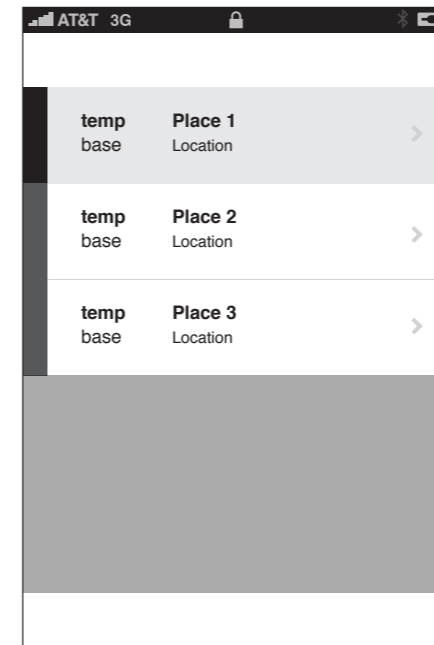 AT&T 3G
temp Place 1
base Location
temp Place 2
base Location
temp Place 3
base Location